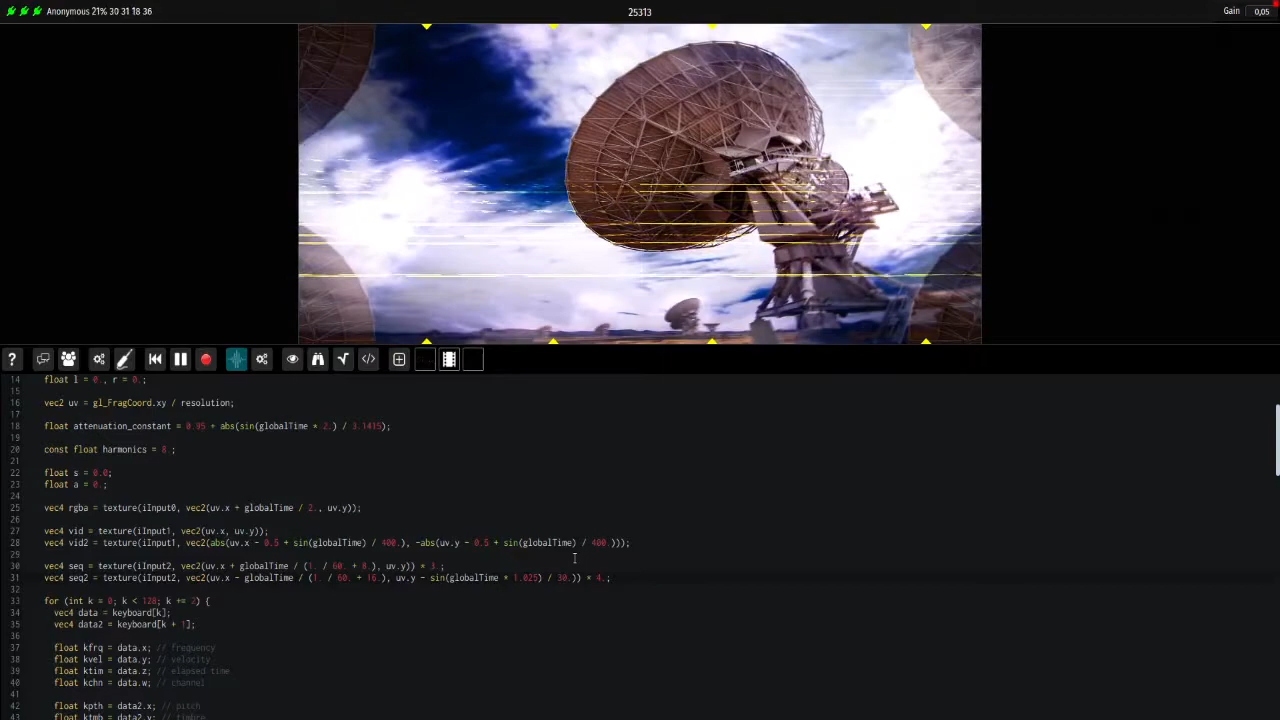 Anonymous 21% 30 31 18 36
25313
Gain 0,05
?
14 float l = 0., r = 0.;
15
16 vec2 uv = gl_FragCoord.xy / resolution;
17
18 float attenuation_constant = 0.95 + abs(sin(globalTime * 2.) / 3.1415);
19
20 const float harmonics = 8.;
21
22 float s = 0.0;
23 float a = 0.;
24
25 vec4 rgba = texture(iInput0, vec2(uv.x + globalTime / 2., uv.y));
26
27 vec4 vid = texture(iInput1, vec2(uv.x, uv.y));
28 vec4 vid2 = texture(iInput1, vec2(abs(uv.x - 0.5 + sin(globalTime) / 400.), -abs(uv.y - 0.5 + sin(globalTime) / 400.)));
29
30 vec4 seq = texture(iInput2, vec2(uv.x + globalTime / (1. / 60. + 8.), uv.y)) * 3.;
31 vec4 seq2 = texture(iInput2, vec2(uv.x - globalTime / (1. / 60. + 16.), uv.y - sin(globalTime * 1.025) / 30.)) * 4.;
32
33 for (int k = 0; k < 128; k += 2) {
34 vec4 data = keyboard[k];
35 vec4 data2 = keyboard[k + 1];
36
37 float kfrq = data.x; // frequency
38 float kvel = data.y; // velocity
39 float ktim = data.z; // elapsed time
40 float kchn = data.w; // channel
41
42 float kpth = data2.x; // pitch
43 float ktmb = data2.y; // timbre